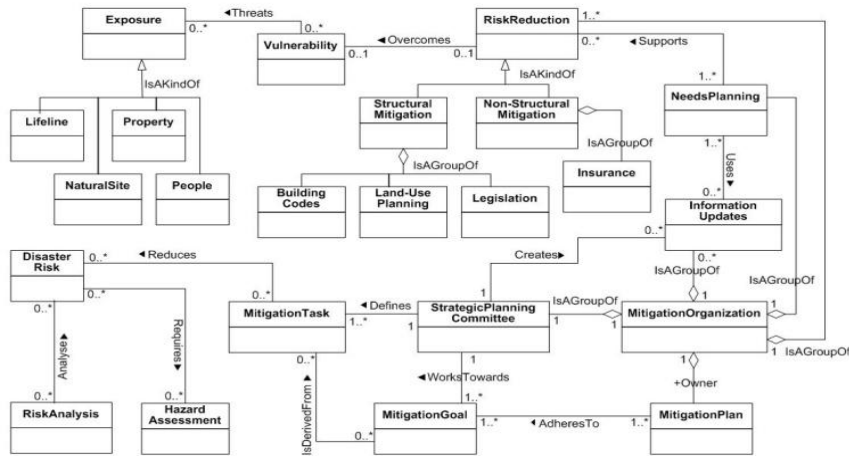 Exposure
◄Threats
0..*
0..*
Vulnerability
0..1
◄Overcomes
0..1
RiskReduction
1..*
0..*
◄Supports
1..*
NeedsPlanning
1..*
IsAKindOf
IsAKindOf
Lifeline
Property
NaturalSite
People
Structural
Mitigation
Non-Structural
Mitigation
IsAGroupOf
IsAGroupOf
Building
Codes
Land-Use
Planning
Legislation
Insurance
Uses►
0..*
Information
Updates
0..*
Creates►
0..*
IsAGroupOf
IsAGroupOf
Disaster
Risk
0..*
◄Reduces
0..*
0..*
0..*
MitigationTask
1..*
◄Defines
1
StrategicPlanning
Committee
1
1
IsAGroupOf
1
1
MitigationOrganization
1
1
IsAGroupOf
1
1
Analyse►
Requires►
0..*
IsDerivedFrom►
◄WorksTowards
+Owner
0..*
RiskAnalysis
0..*
Hazard
Assessment
0..*
MitigationGoal
1..*
1..*
◄AdheresTo
1..*
MitigationPlan